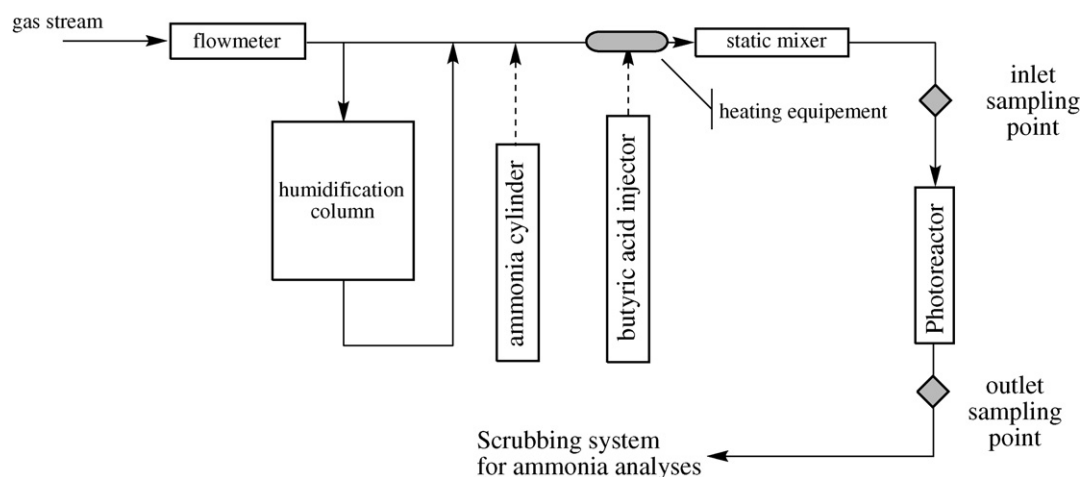 gas stream
flowmeter
static mixer
inlet
sampling
point
heating equipement
humidification
column
ammonia cylinder
butyric acid injector
Photoreactor
outlet
sampling
point
Scrubbing system
for ammonia analyses